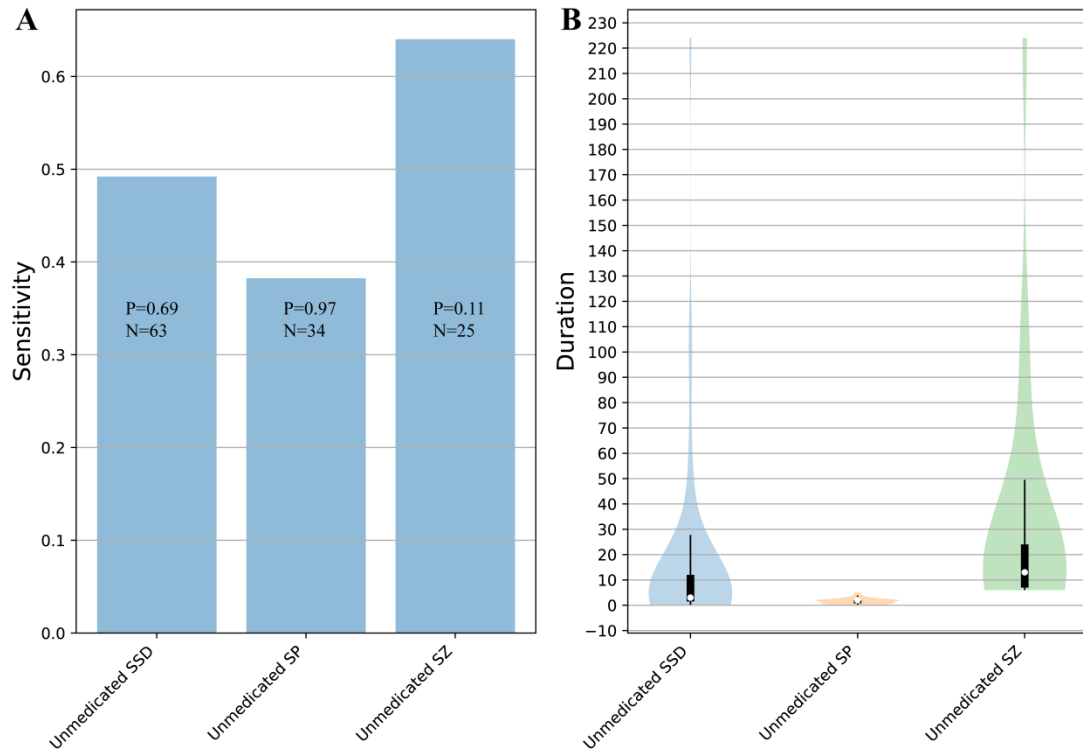 A
Sensitivity
0.6
0.5
0.4
0.3
0.2
0.1
0.0
P=0.69
N=63
P=0.97
N=34
P=0.11
N=25
Unmedicated SSD
Unmedicated SP
Unmedicated SZ
B
Duration
230
220
210
200
190
180
170
160
150
140
130
120
110
100
90
80
70
60
50
40
30
20
10
0
−10
Unmedicated SSD
Unmedicated SP
Unmedicated SZ